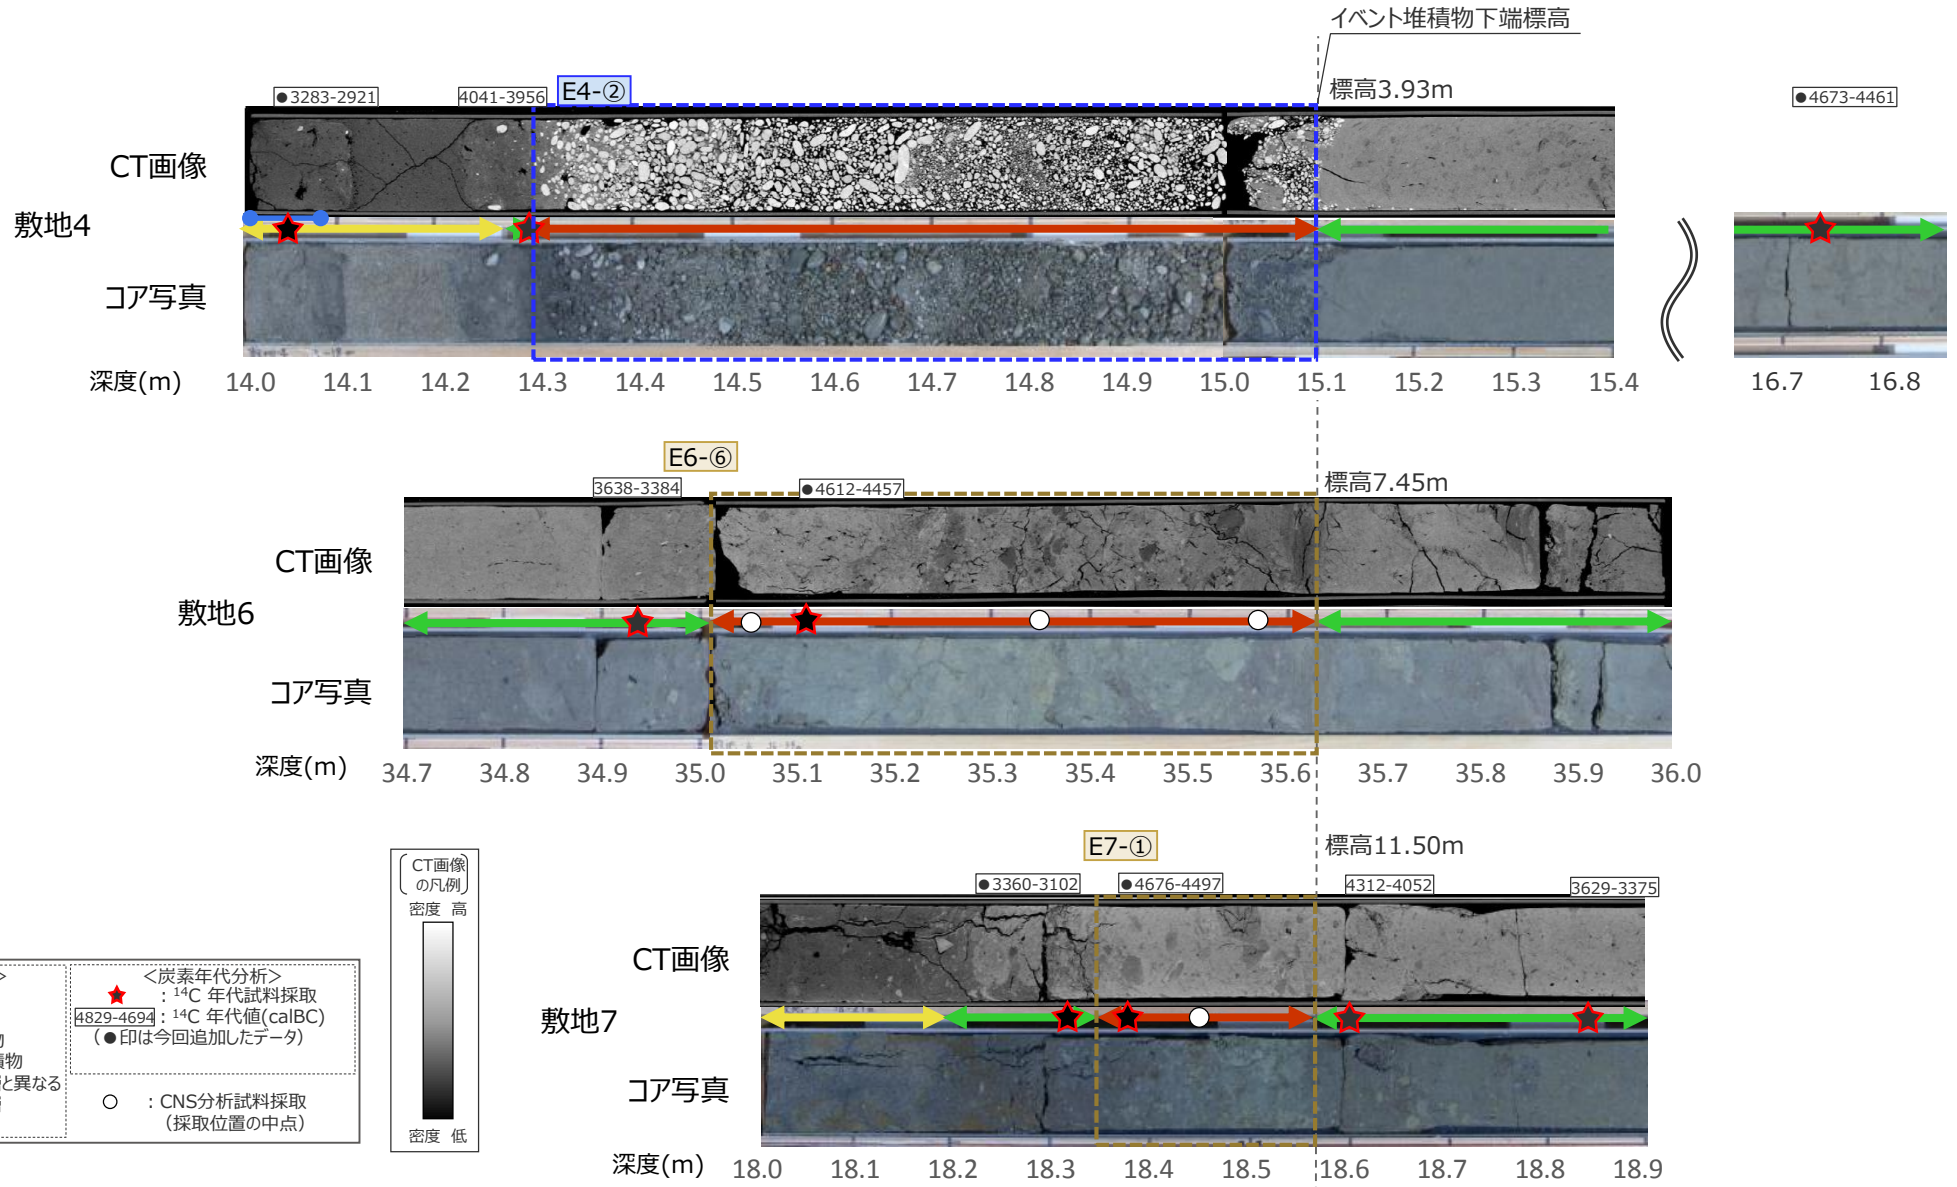 イベント堆積物下端標高
●3283-2921
4041-3956
E4-②
標高3.93m
●4673-4461
CT画像
敷地4
コア写真
深度(m)
14.0 14.1 14.2 14.3 14.4 14.5 14.6 14.7 14.8 14.9 15.0 15.1 15.2 15.3 15.4 16.7 16.8
E6-⑥
3638-3384
●4612-4457
標高7.45m
CT画像
敷地6
コア写真
深度(m)
34.7 34.8 34.9 35.0 35.1 35.2 35.3 35.4 35.5 35.6 35.7 35.8 35.9 36.0
E7-①
標高11.50m
●3360-3102
●4676-4497
4312-4052
3629-3375
CT画像
敷地7
コア写真
深度(m)
18.0 18.1 18.2 18.3 18.4 18.5 18.6 18.7 18.8 18.9
CT画像
の凡例
密度 高
密度 低
>
物
積物
と異なる
<炭素年代分析>
: ¹⁴C 年代試料採取
4829-4694 : ¹⁴C 年代値(calBC)
(●印は今回追加したデータ)
○ : CNS分析試料採取
(採取位置の中点)